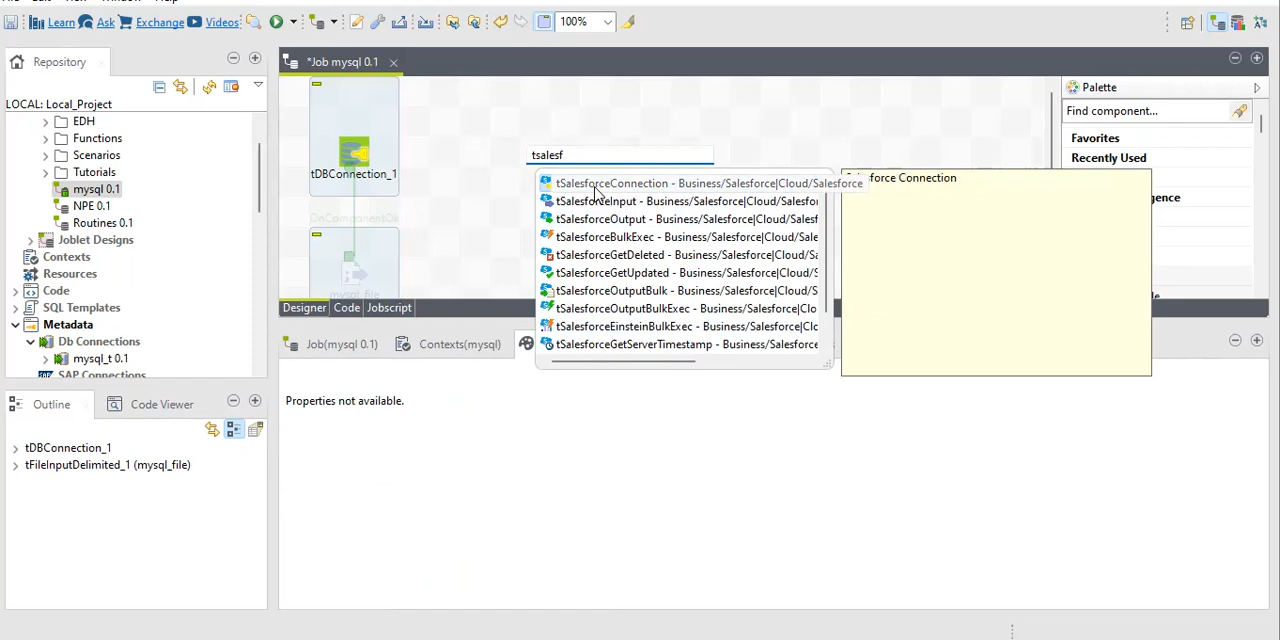 Learn Ask Exchange Videos 100%
Repository
LOCAL: Local_Project
EDH
Functions
Scenarios
Tutorials
mysql 0.1
NPE 0.1
Routines 0.1
Joblet Designs
Contexts
Resources
Code
SQL Templates
Metadata
Db Connections
mysql_t 0.1
SAP Connections
Outline
Code Viewer
tDBConnection_1
tFileInputDelimited_1 (mysql_file)
*Job mysql 0.1
tDBConnection_1
OnComponentOk
mysql_file
tsalesf
tSalesforceConnection - Business/Salesforce|Cloud/Salesforce
tSalesforceInput - Business/Salesforce|Cloud/Salesfor
tSalesforceOutput - Business/Salesforce|Cloud/Salesf
tSalesforceBulkExec - Business/Salesforce|Cloud/Sale
tSalesforceGetDeleted - Business/Salesforce|Cloud/Sa
tSalesforceGetUpdated - Business/Salesforce|Cloud/S
tSalesforceOutputBulk - Business/Salesforce|Cloud/S
tSalesforceOutputBulkExec - Business/Salesforce|Clo
tSalesforceEinsteinBulkExec - Business/Salesforce|Clc
tSalesforceGetServerTimestamp - Business/Salesforce
Connection
Designer
Code
Jobscript
Job(mysql 0.1)
Contexts(mysql)
Properties not available.
Palette
Find component...
Favorites
Recently Used